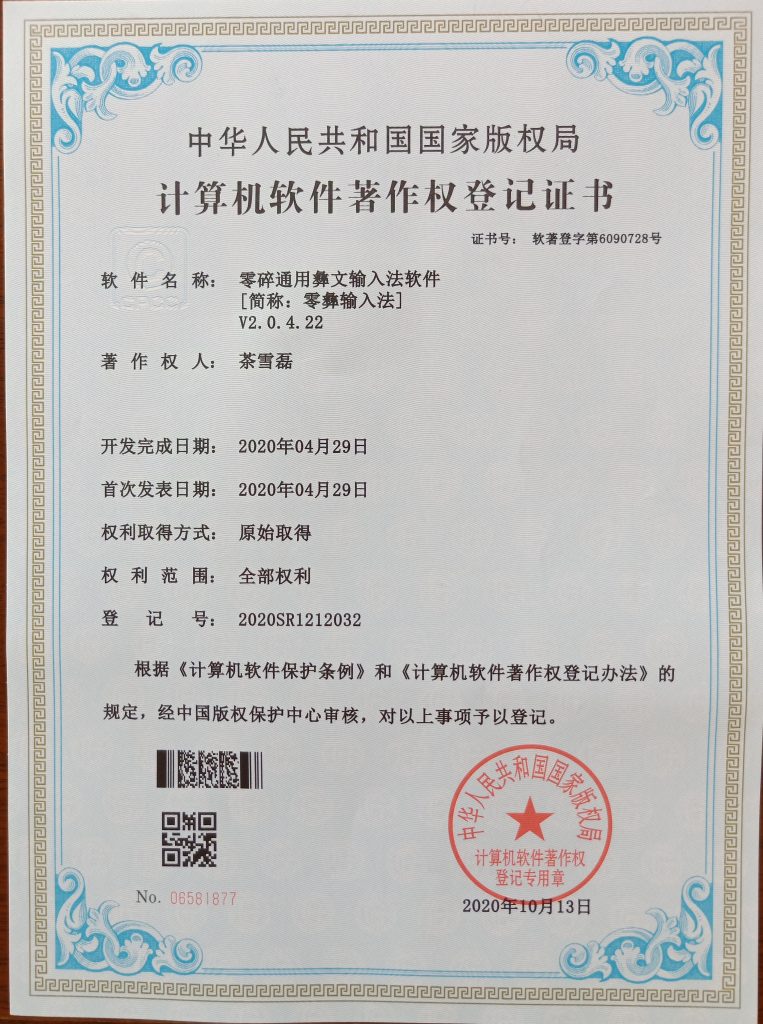 中华人民共和国国家版权局
计算机软件著作权登记证书
证书号： 软著登字第6090728号
CPCC
软件名称： 零碎通用彝文输入法软件
[简称：零彝输入法]
V2.0.4.22
著作权人： 茶雪磊
开发完成日期： 2020年04月29日
首次发表日期： 2020年04月29日
权利取得方式： 原始取得
权利范围： 全部权利
登记号： 2020SR1212032
根据《计算机软件保护条例》和《计算机软件著作权登记办法》的
规定，经中国版权保护中心审核，对以上事项予以登记。
中华人民共和国国家版权局
计算机软件著作权
登记专用章
No. 06581877
2020年10月13日